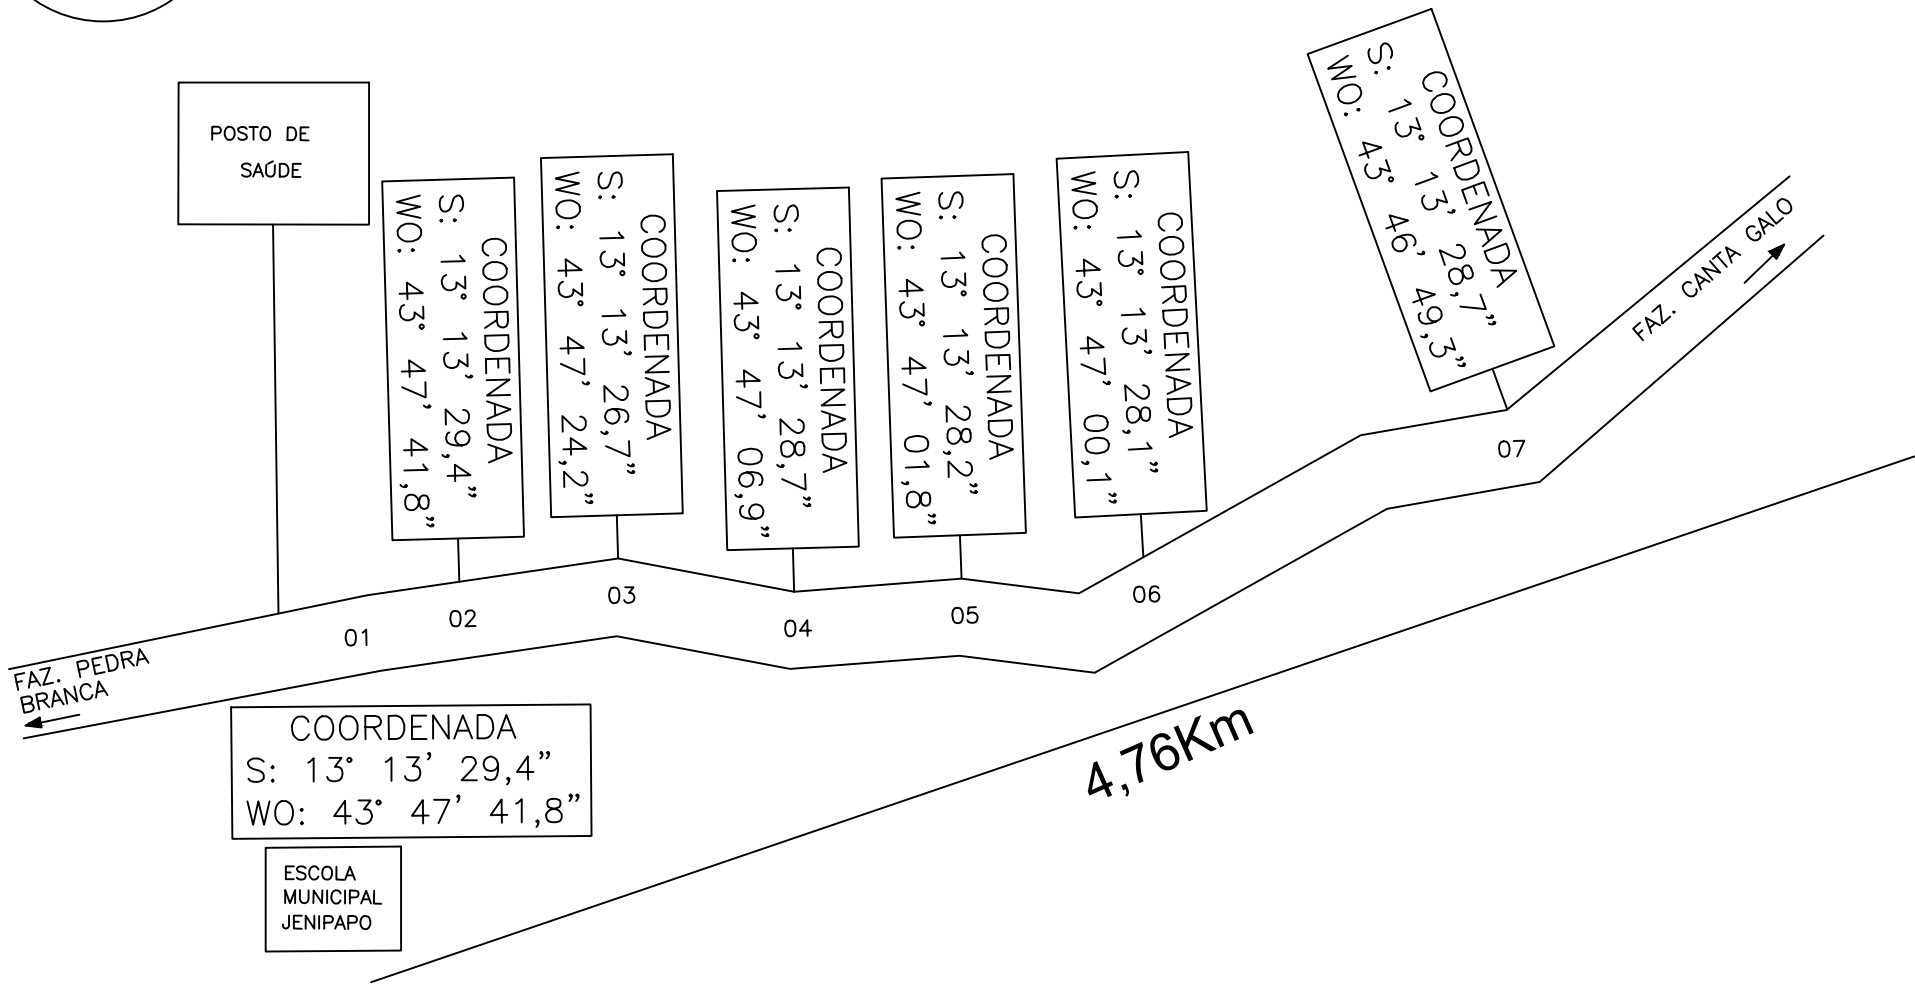 POSTO DE
SAÚDE
COORDENADA
S: 13° 13’ 29,4”
WO: 43° 47’ 41,8”
COORDENADA
S: 13° 13’ 26,7”
WO: 43° 47’ 24,2”
COORDENADA
S: 13° 13’ 28,7”
WO: 43° 47’ 06,9”
COORDENADA
S: 13° 13’ 28,2”
WO: 43° 47’ 01,8”
COORDENADA
S: 13° 13’ 28,1”
WO: 43° 47’ 00,1”
COORDENADA
S: 13° 13’ 28,7”
WO: 43° 46’ 49,3”
FAZ. CANTA GALO
01
02
03
04
05
06
07
FAZ. PEDRA
BRANCA
COORDENADA
S: 13° 13’ 29,4”
WO: 43° 47’ 41,8”
ESCOLA
MUNICIPAL
JENIPAPO
4,76Km